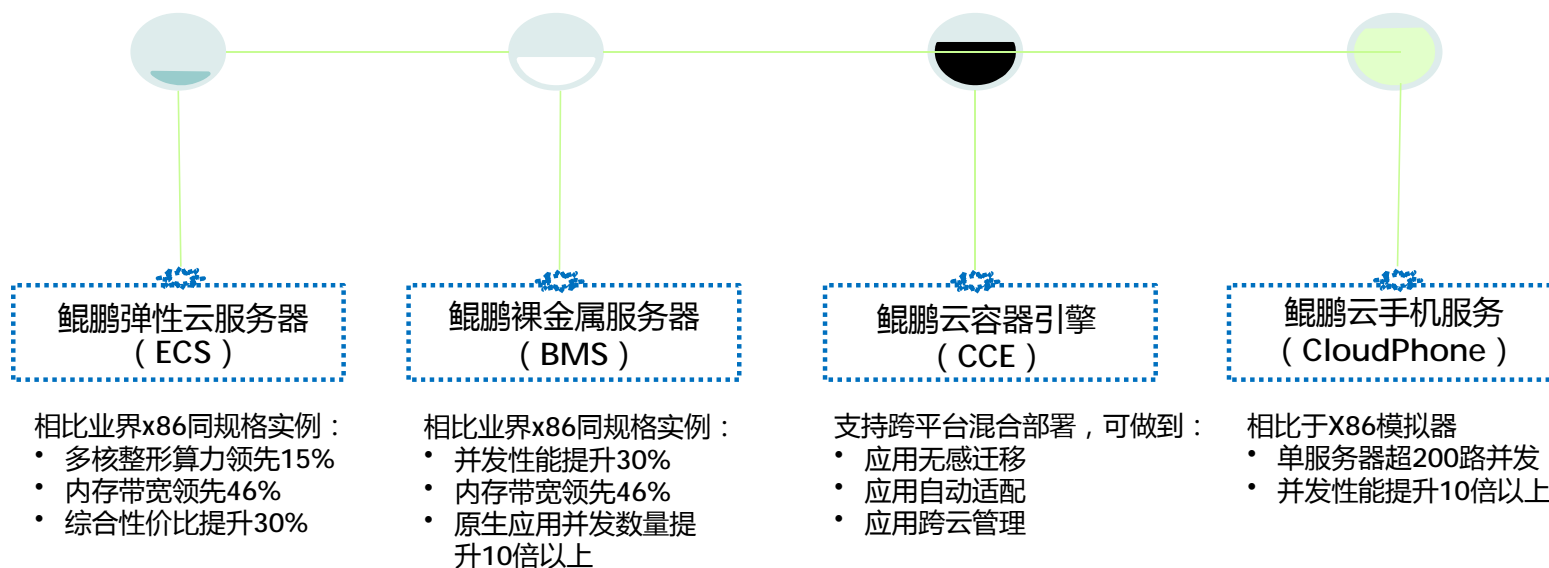 鲲鹏弹性云服务器
（ECS）
相比业界x86同规格实例：
• 多核整形算力领先15%
• 内存带宽领先46%
• 综合性价比提升30%
鲲鹏裸金属服务器
（BMS）
相比业界x86同规格实例：
• 并发性能提升30%
• 内存带宽领先46%
• 原生应用并发数量提
升10倍以上
鲲鹏云容器引擎
（CCE）
支持跨平台混合部署，可做到：
• 应用无感迁移
• 应用自动适配
• 应用跨云管理
鲲鹏云手机服务
（CloudPhone）
相比于X86模拟器
• 单服务器超200路并发
• 并发性能提升10倍以上